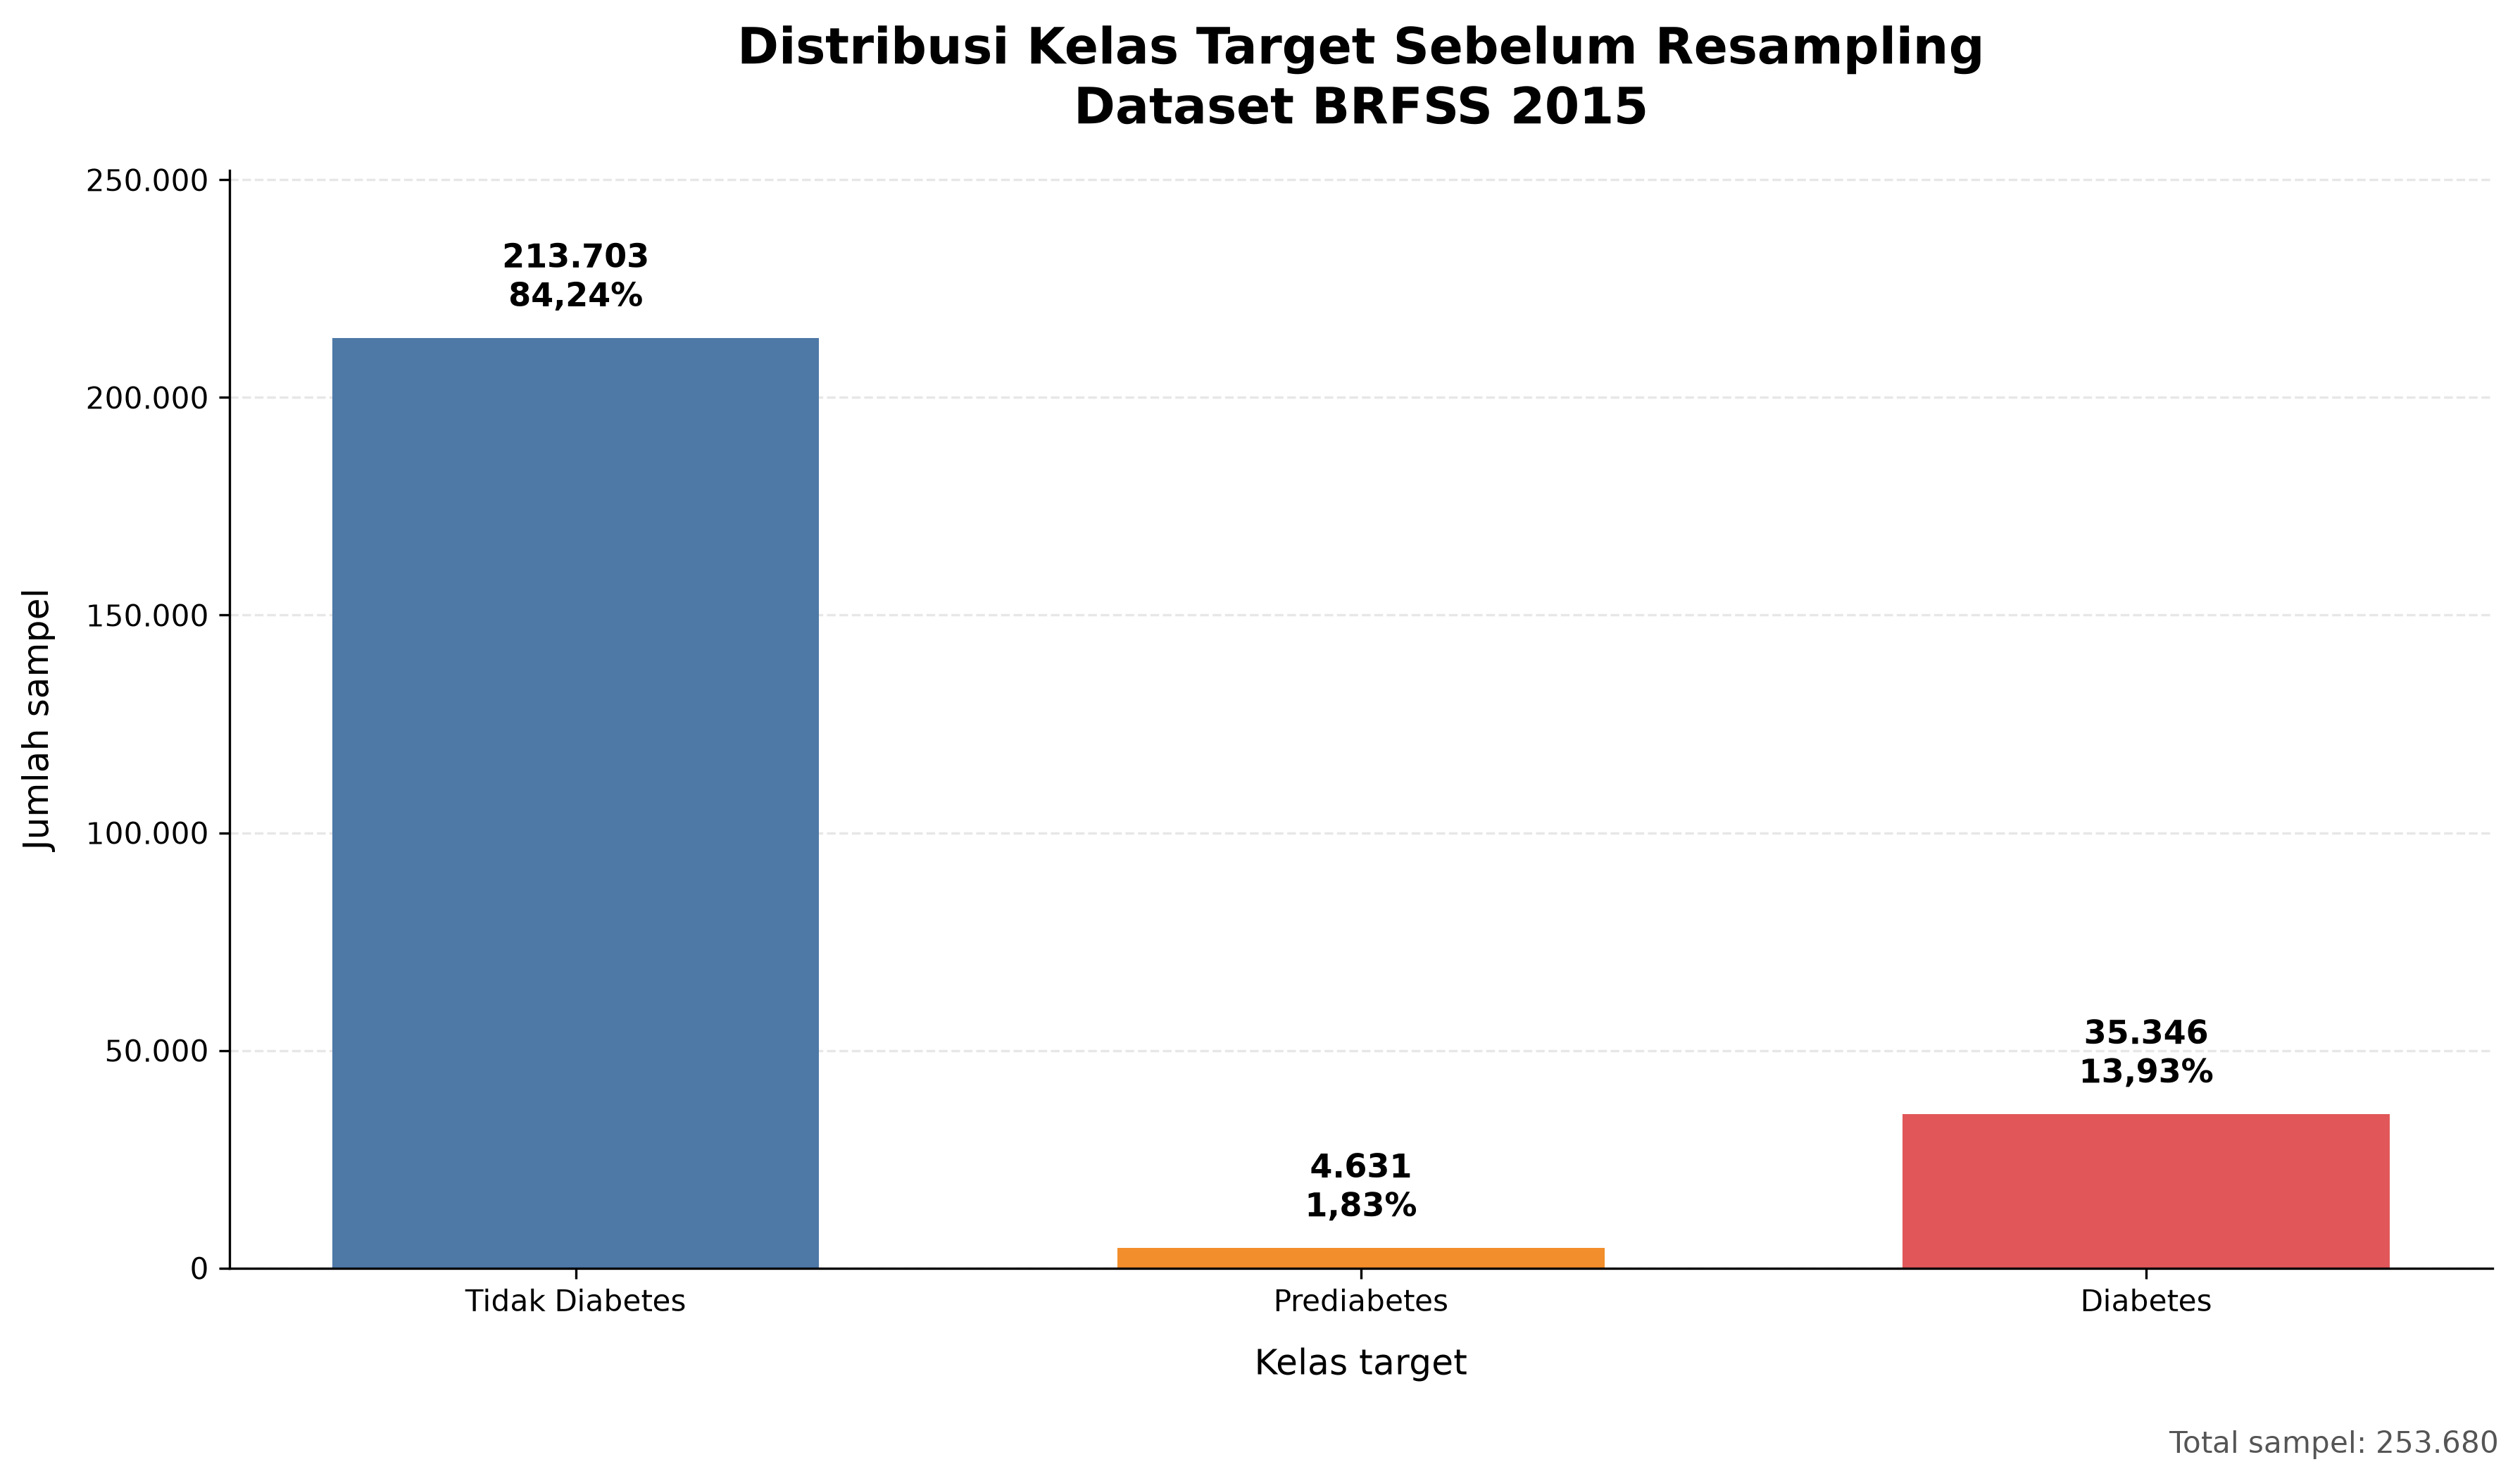 Distribusi Kelas Target Sebelum Resampling
Dataset BRFSS 2015
250.000
213.703
84,24%
200.000
150.000
Jumlah sampel
100.000
50.000
35.346
13,93%
4.631
1,83%
0
Tidak Diabetes
Prediabetes
Diabetes
Kelas target
Total sampel: 253.680